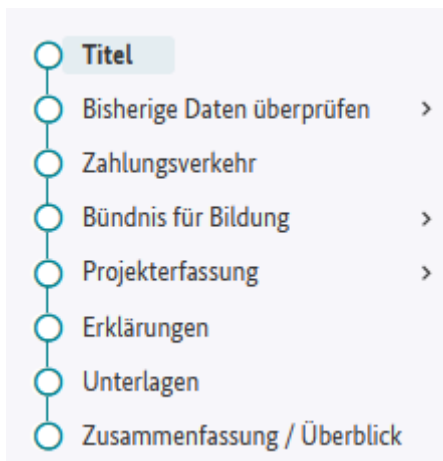 Titel
Bisherige Daten überprüfen
Zahlungsverkehr
Bündnis für Bildung
Projekterfassung
Erklärungen
Unterlagen
Zusammenfassung / Überblick